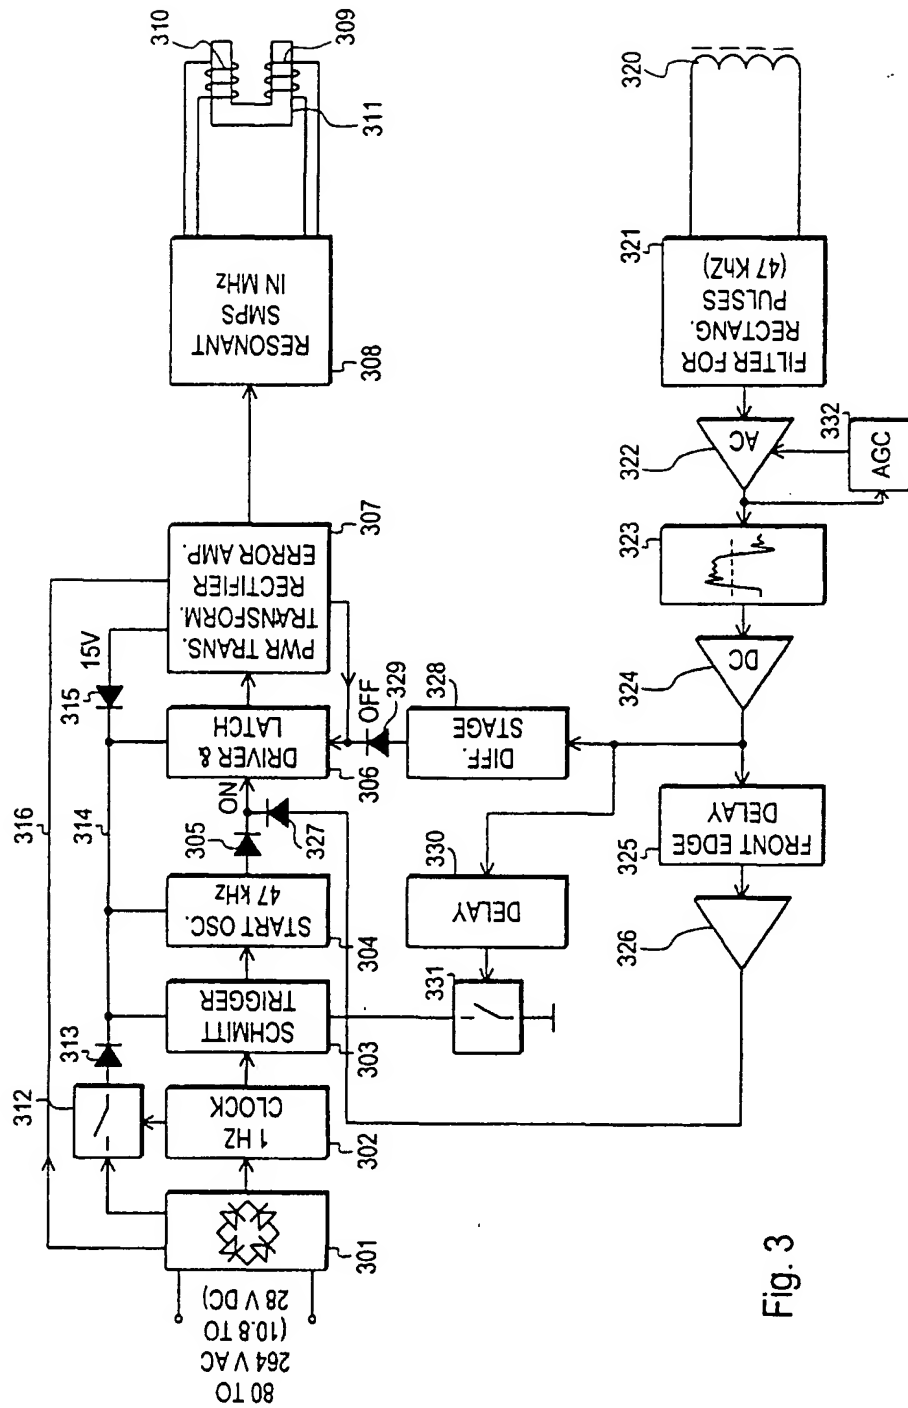 310
309
311
RESONANT
SMPS
IN MHz
308
316
314
315
15V
PWR TRANS.
TRANSFORM.
RECTIFIER
ERROR AMP.
307
DRIVER &
LATCH
306
ON
OFF
305
327
329
START OSC.
47 kHz
304
SCHMITT
TRIGGER
303
313
312
1 HZ
CLOCK
302
301
80 TO
264 V AC
(10.8 TO
28 V DC)
DIFF.
STAGE
328
330
DELAY
331
320
321
FILTER FOR
RECTANG.
PULSES
(47 KhZ)
322
AC
332
AGC
323
324
DC
325
FRONT EDGE
DELAY
326
Fig. 3